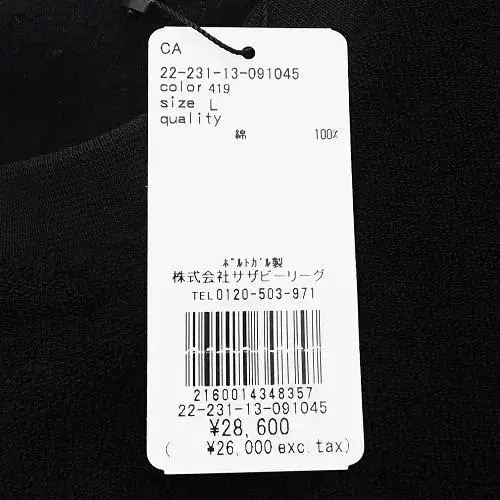 CA
22-231-13-091045
color 419
size L
quality
綿 100%
ﾎﾟﾙﾄｶﾞﾙ製
株式会社サザビーリーグ
TEL 0120-503-971
2160014348357
22-231-13-091045
¥28,600
( ¥26,000 exc.tax)